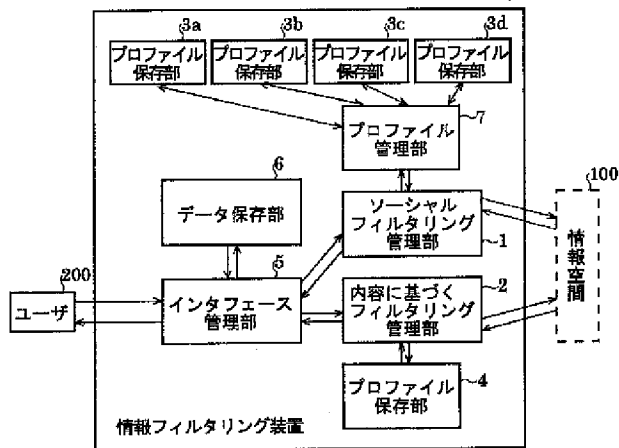 3a
3b
3c
3d
プロファイル
保存部
プロファイル
保存部
プロファイル
保存部
プロファイル
保存部
7
プロファイル
管理部
6
データ保存部
ソーシャル
フィルタリング
管理部
1
100
情報空間
200
ユーザ
5
インタフェース
管理部
2
内容に基づく
フィルタリング
管理部
プロファイル
保存部
4
情報フィルタリング装置